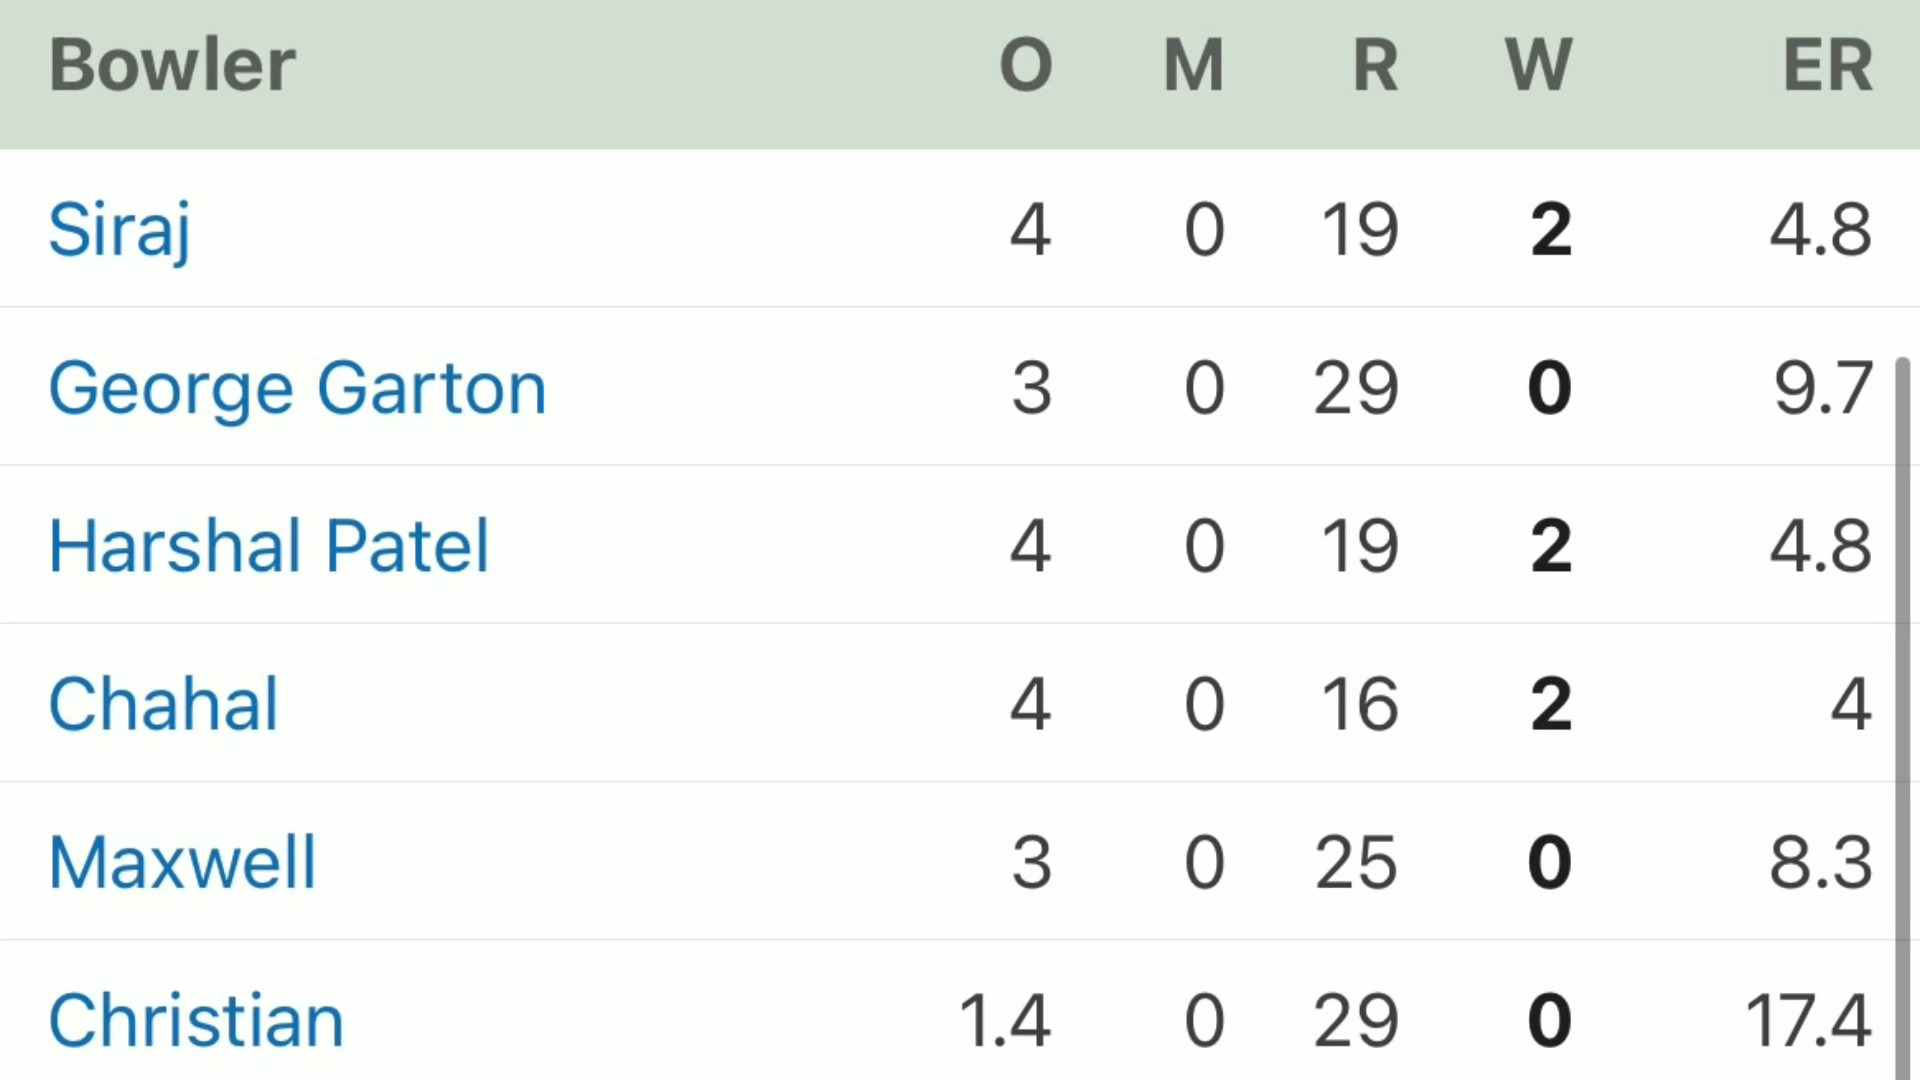 Bowler O M R W ER
Siraj 4 0 19 2 4.8
George Garton 3 0 29 0 9.7
Harshal Patel 4 0 19 2 4.8
Chahal 4 0 16 2 4
Maxwell 3 0 25 0 8.3
Christian 1.4 0 29 0 17.4